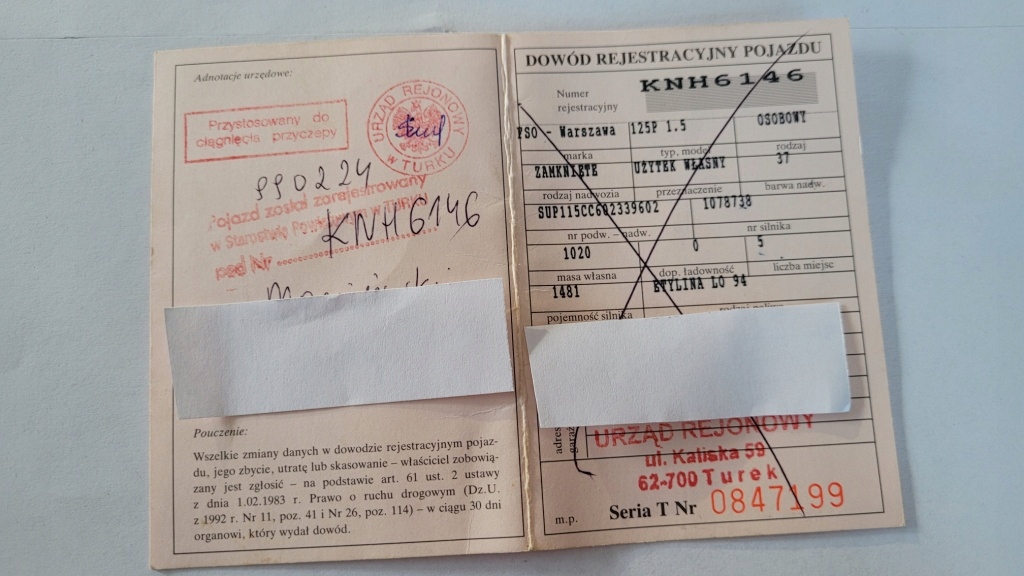 Adnotacje urzędowe:
Przystosowany do
ciągnięcia przyczepy
URZĄD REJONOWY
W TURKU
990224
Pojazd został zarejestrowany
w Starostwie w TURKU
pod Nr
KNH6146
Pouczenie:
Wszelkie zmiany danych w dowodzie rejestracyjnym pojaz-
du, jego zbycie, utratę lub skasowanie – właściciel zobowią-
zany jest zgłosić – na podstawie art. 61 ust. 2 ustawy
z dnia 1.02.1983 r. Prawo o ruchu drogowym (Dz.U.
z 1992 r. Nr 11, poz. 41 i Nr 26, poz. 114) – w ciągu 30 dni
organowi, który wydał dowód.
DOWÓD REJESTRACYJNY POJAZDU
Numer
rejestracyjny
KNH6146
FSO - Warszawa 125P 1.5 OSOBOWY
marka typ, model rodzaj
ZAMKNIĘTE UŻYTEK WŁASNY 37
rodzaj nadwozia przeznaczenie barwa nadw.
1078738
nr podw. – nadw. nr silnika
1020 0 5
masa własna dop. ładowność liczba miejsc
1481 ETYLINA LO 94
pojemność silnika rodzaj paliwa
adres
garaż
URZĄD REJONOWY
ul. Kaliska 59
62-700 Turek
m.p. Seria T Nr 0847199